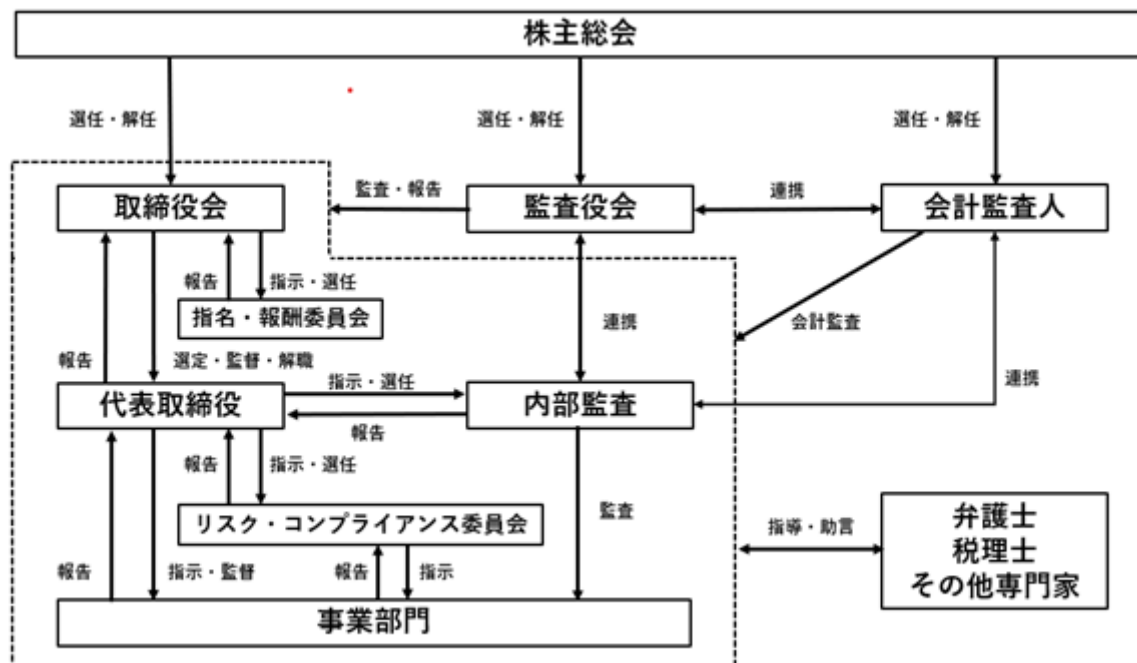 株主総会
選任・解任
選任・解任
選任・解任
取締役会
監査・報告
監査役会
連携
会計監査人
報告
指示・選任
指名・報酬委員会
連携
会計監査
報告
選定・監督・解職
指示・選任
連携
代表取締役
内部監査
報告
報告
指示・選任
リスク・コンプライアンス委員会
監査
指導・助言
弁護士
税理士
その他専門家
報告
指示・監督
報告
指示
事業部門